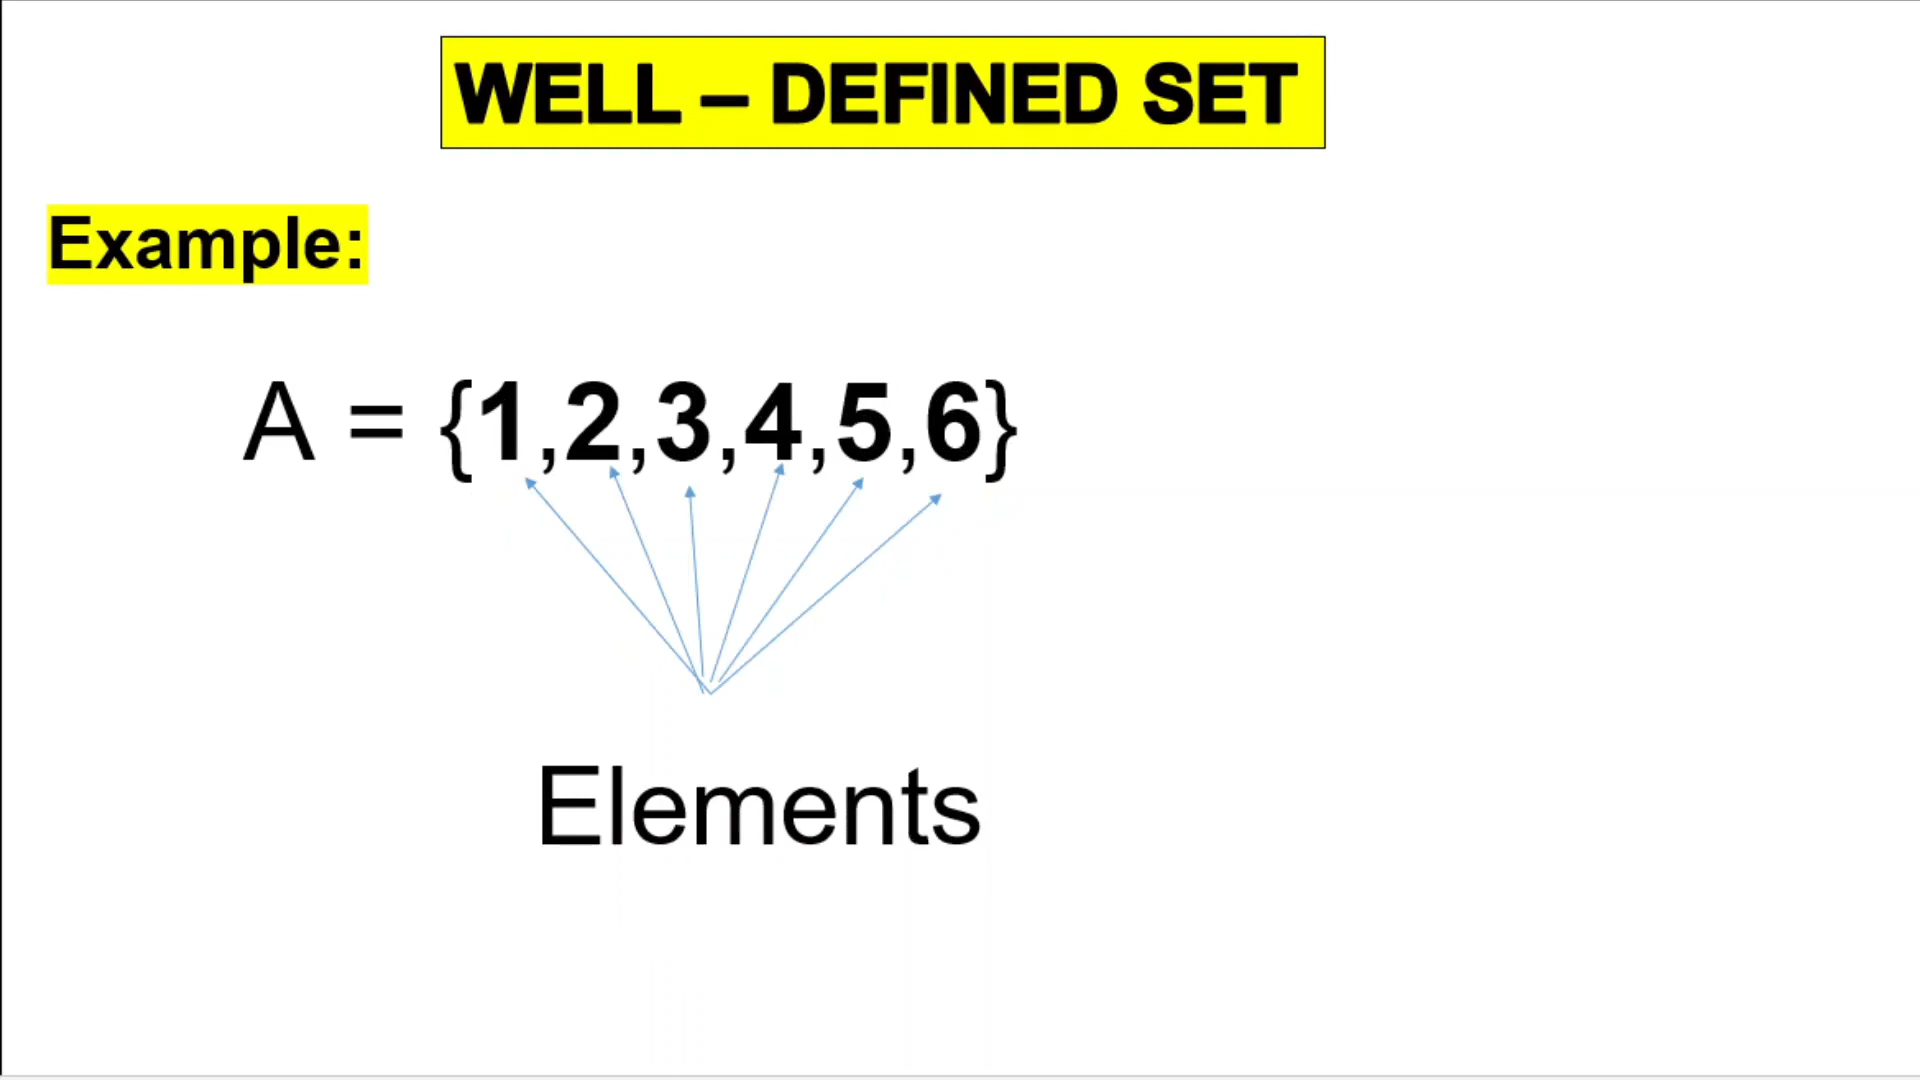 WELL – DEFINED SET
Example:
A = {1,2,3,4,5,6}
Elements